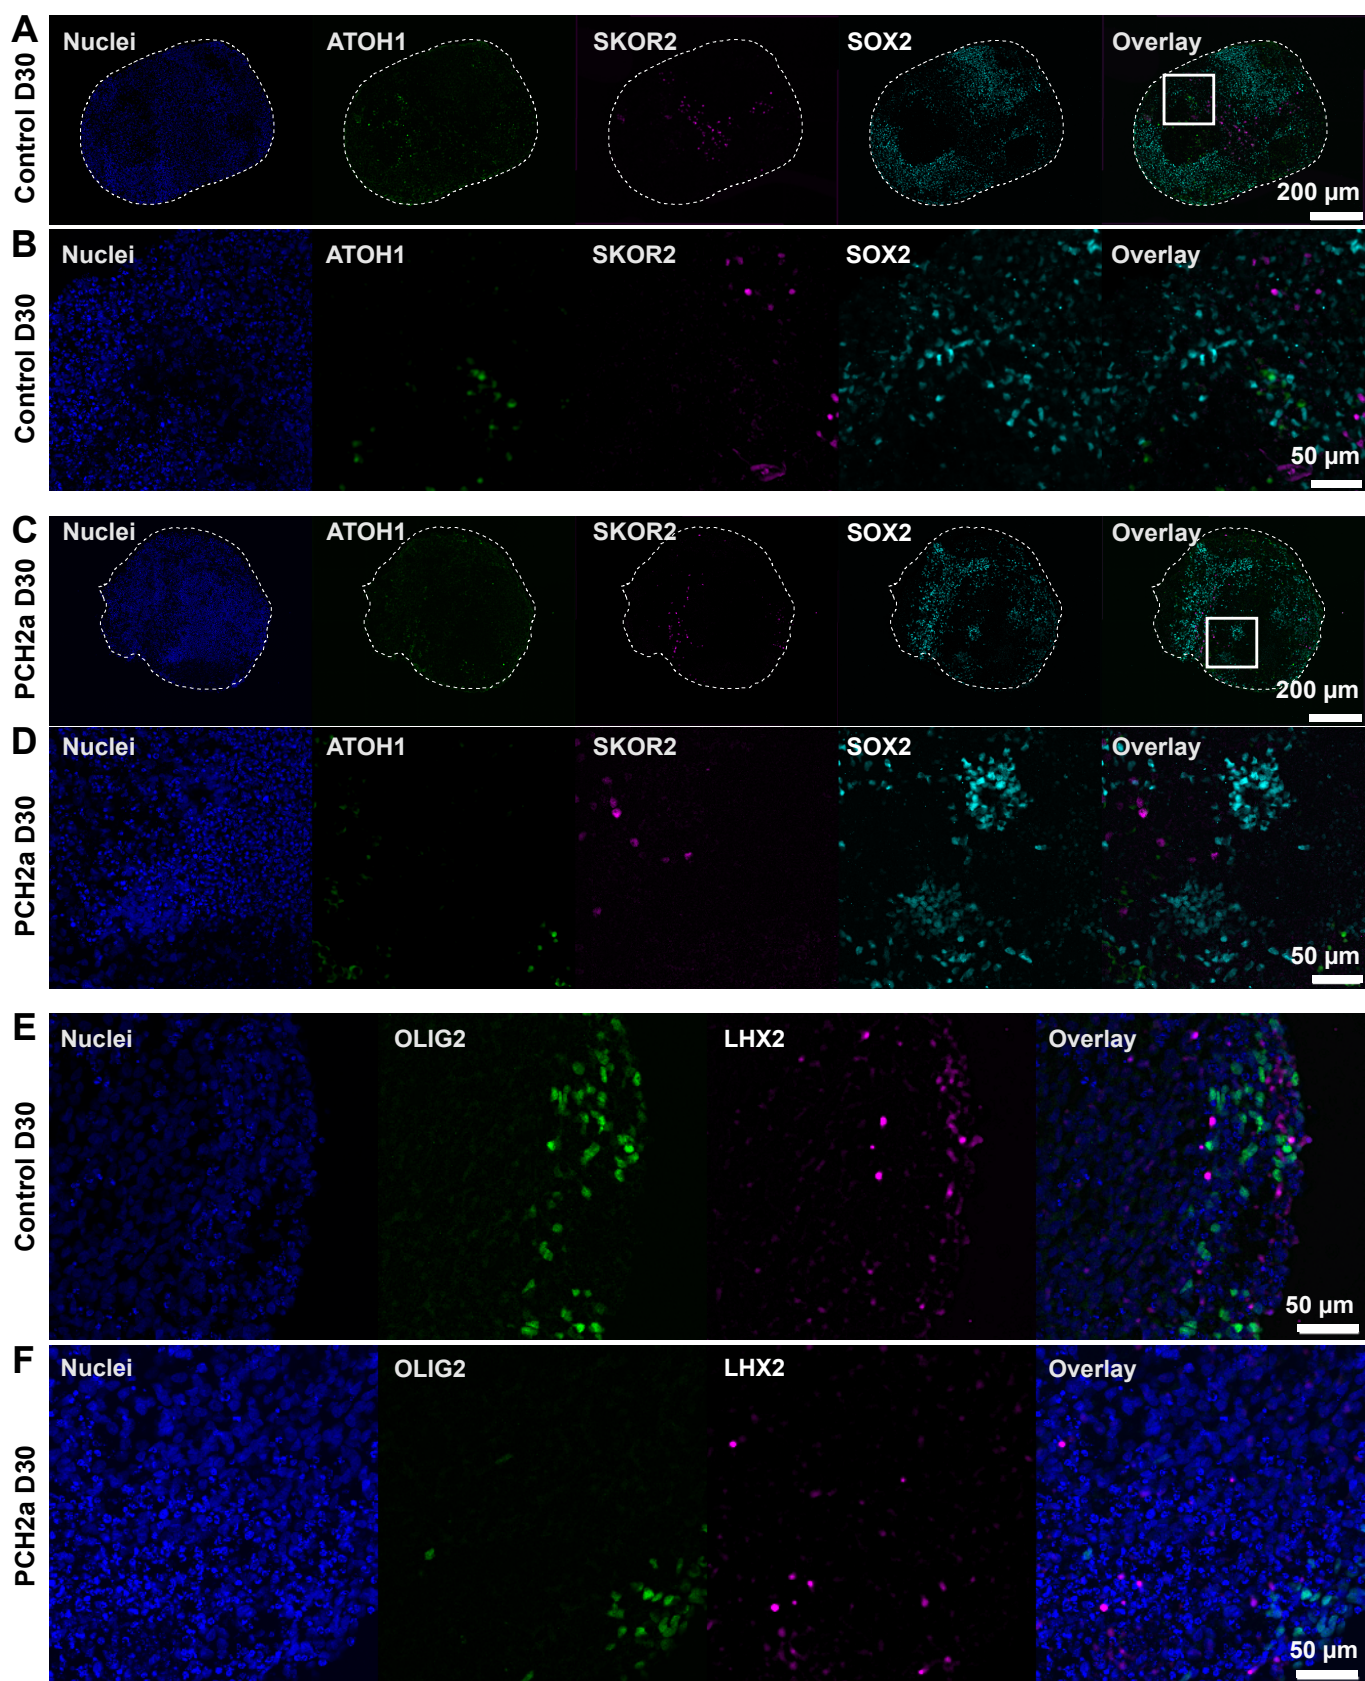 A
Control D30
Nuclei
ATOH1
SKOR2
SOX2
Overlay
200 µm
B
Control D30
Nuclei
ATOH1
SKOR2
SOX2
Overlay
50 µm
C
PCH2a D30
Nuclei
ATOH1
SKOR2
SOX2
Overlay
200 µm
D
PCH2a D30
Nuclei
ATOH1
SKOR2
SOX2
Overlay
50 µm
E
Control D30
Nuclei
OLIG2
LHX2
Overlay
50 µm
F
PCH2a D30
Nuclei
OLIG2
LHX2
Overlay
50 µm